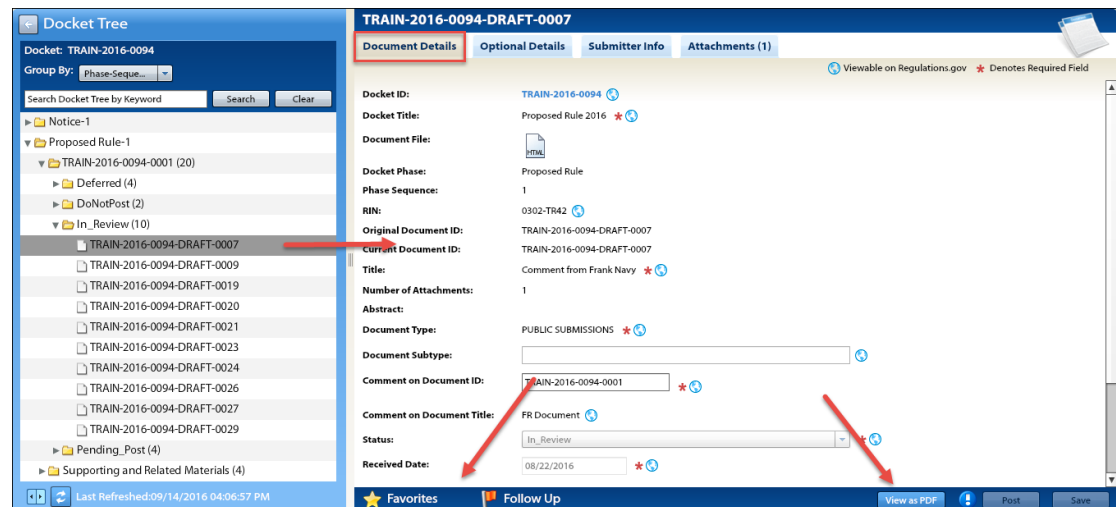 Docket Tree
Docket: TRAIN-2016-0094
Group By: Phase-Seque...
Search Docket Tree by Keyword Search Clear
Notice-1
Proposed Rule-1
TRAIN-2016-0094-0001 (20)
Deferred (4)
DoNotPost (2)
In_Review (10)
TRAIN-2016-0094-DRAFT-0007
TRAIN-2016-0094-DRAFT-0009
TRAIN-2016-0094-DRAFT-0019
TRAIN-2016-0094-DRAFT-0020
TRAIN-2016-0094-DRAFT-0021
TRAIN-2016-0094-DRAFT-0023
TRAIN-2016-0094-DRAFT-0024
TRAIN-2016-0094-DRAFT-0026
TRAIN-2016-0094-DRAFT-0027
TRAIN-2016-0094-DRAFT-0029
Pending_Post (4)
Supporting and Related Materials (4)
Last Refreshed:09/14/2016 04:06:57 PM
TRAIN-2016-0094-DRAFT-0007
Document Details Optional Details Submitter Info Attachments (1)
Viewable on Regulations.gov * Denotes Required Field
Docket ID: TRAIN-2016-0094
Docket Title: Proposed Rule 2016 *
Document File: HTML
Docket Phase: Proposed Rule
Phase Sequence: 1
RIN: 0302-TR42
Original Document ID: TRAIN-2016-0094-DRAFT-0007
Current Document ID: TRAIN-2016-0094-DRAFT-0007
Title: Comment from Frank Navy *
Number of Attachments: 1
Abstract:
Document Type: PUBLIC SUBMISSIONS *
Document Subtype:
Comment on Document ID: TRAIN-2016-0094-0001 *
Comment on Document Title: FR Document
Status: In_Review *
Received Date: 08/22/2016 *
Favorites Follow Up View as PDF ! Post Save